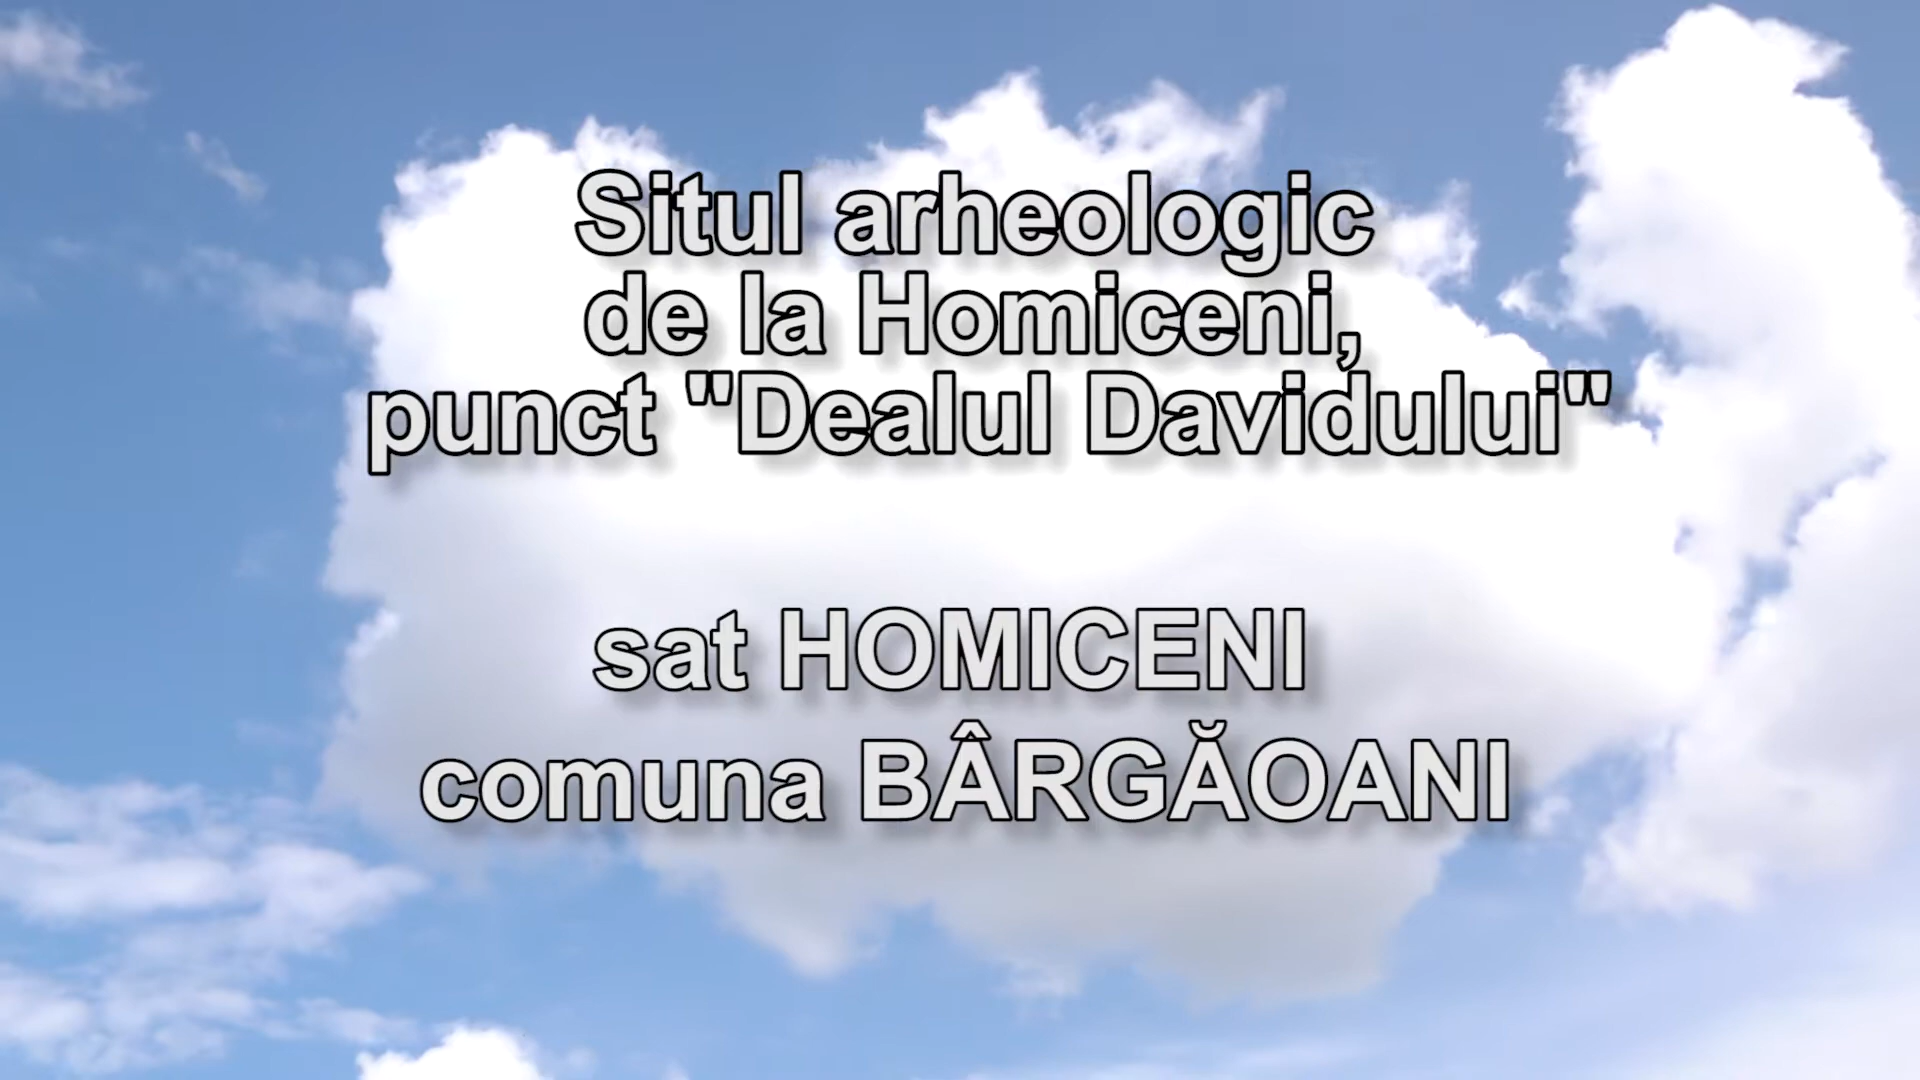 Situl arheologic
de la Homiceni,
punct "Dealul Davidului"
sat HOMICENI
comuna BÂRGĂOANI